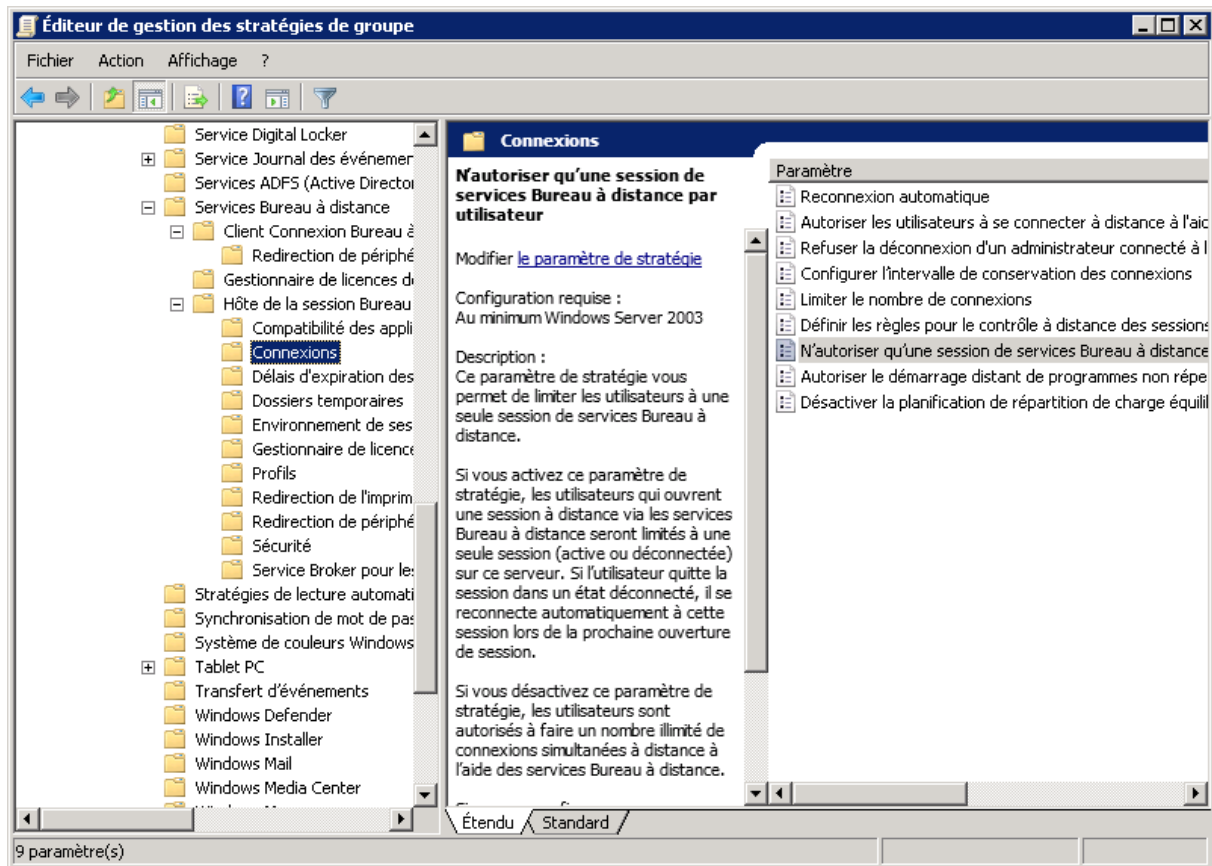 Éditeur de gestion des stratégies de groupe
Fichier Action Affichage ?
Service Digital Locker
Service Journal des événemer
Services ADFS (Active Director
Services Bureau à distance
Client Connexion Bureau à
Redirection de périphé
Gestionnaire de licences d
Hôte de la session Bureau
Compatibilité des appli
Connexions
Délais d'expiration des
Dossiers temporaires
Environnement de ses
Gestionnaire de licence
Profils
Redirection de l'imprim
Redirection de périphé
Sécurité
Service Broker pour les
Stratégies de lecture automati
Synchronisation de mot de pas
Système de couleurs Windows
Tablet PC
Transfert d'événements
Windows Defender
Windows Installer
Windows Mail
Windows Media Center
Connexions
N'autoriser qu'une session de
services Bureau à distance par
utilisateur
Modifier le paramètre de stratégie
Configuration requise :
Au minimum Windows Server 2003
Description :
Ce paramètre de stratégie vous
permet de limiter les utilisateurs à une
seule session de services Bureau à
distance.
Si vous activez ce paramètre de
stratégie, les utilisateurs qui ouvrent
une session à distance via les services
Bureau à distance seront limités à une
seule session (active ou déconnectée)
sur ce serveur. Si l'utilisateur quitte la
session dans un état déconnecté, il se
reconnecte automatiquement à cette
session lors de la prochaine ouverture
de session.
Si vous désactivez ce paramètre de
stratégie, les utilisateurs sont
autorisés à faire un nombre illimité de
connexions simultanées à distance à
l'aide des services Bureau à distance.
Paramètre
Reconnexion automatique
Autoriser les utilisateurs à se connecter à distance à l'aic
Refuser la déconnexion d'un administrateur connecté à l
Configurer l'intervalle de conservation des connexions
Limiter le nombre de connexions
Définir les règles pour le contrôle à distance des sessions
N'autoriser qu'une session de services Bureau à distance
Autoriser le démarrage distant de programmes non répe
Désactiver la planification de répartition de charge équili
Étendu
Standard
9 paramètre(s)